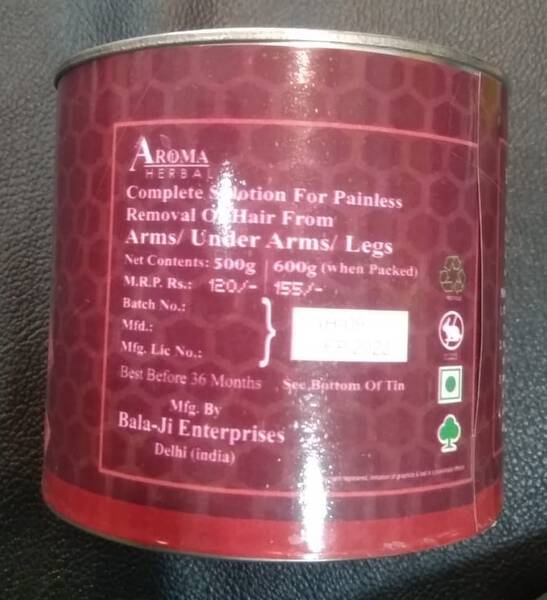 AROMA
HERBAL
Complete Solution For Painless
Removal Of Hair From
Arms/ Under Arms/ Legs
Net Contents: 500g | 600g (when Packed)
M.R.P. Rs.: 120/- 155/-
Batch No.:
Mfd.:
Mfg. Lic No.:
Best Before 36 Months See Bottom Of Tin
Mfg. By
Bala-Ji Enterprises
Delhi (india)